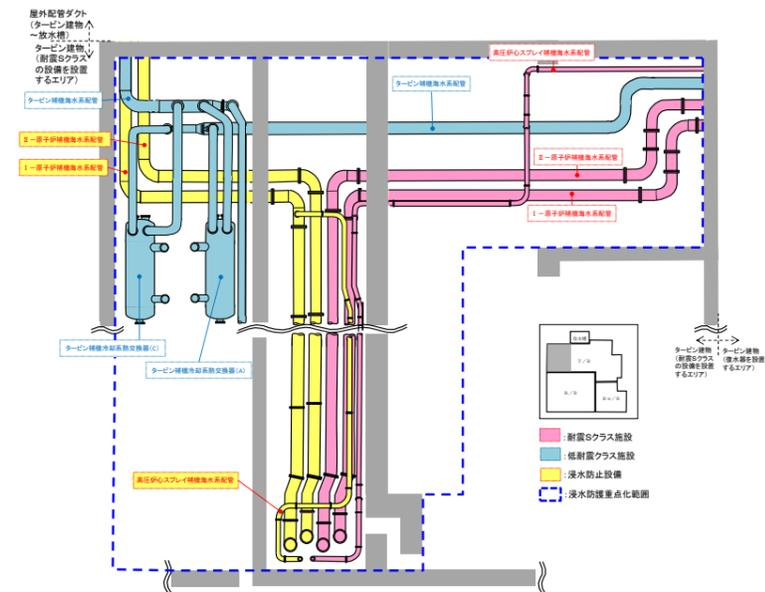 屋外配管ダクト
(タービン建物
～放水槽)
タービン建物
(耐震Sクラス
の設備を設置
するエリア)
高圧炉心スプレイ補機海水系配管
タービン補機海水系配管
タービン補機海水系配管
Ⅱ－原子炉補機海水系配管
Ⅰ－原子炉補機海水系配管
Ⅱ－原子炉補機海水系配管
Ⅰ－原子炉補機海水系配管
タービン補機冷却系熱交換器(C)
タービン補機冷却系熱交換器(A)
タービン建物
(耐震Sクラス
の設備を設置
するエリア)
タービン建物
(復水器を設置
するエリア)
高圧炉心スプレイ補機海水系配管
T／B
R／B
:耐震Sクラス施設
:低耐震クラス施設
:浸水防止設備
:浸水防護重点化範囲